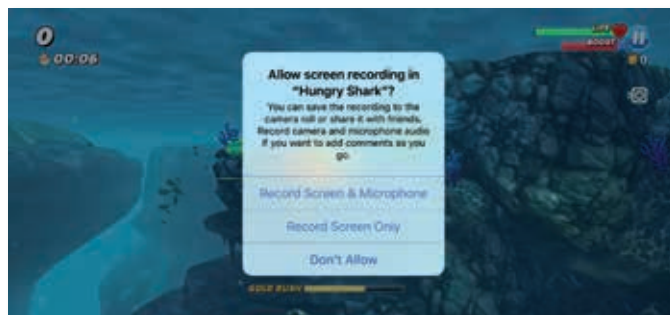 0
00:06
LIFE
BOOST
0
Allow screen recording in
"Hungry Shark"?
You can save the recording to the
camera roll or share it with friends.
Record camera and microphone audio
if you want to add comments as you
go.
Record Screen & Microphone
Record Screen Only
Don't Allow
GOLD RUSH